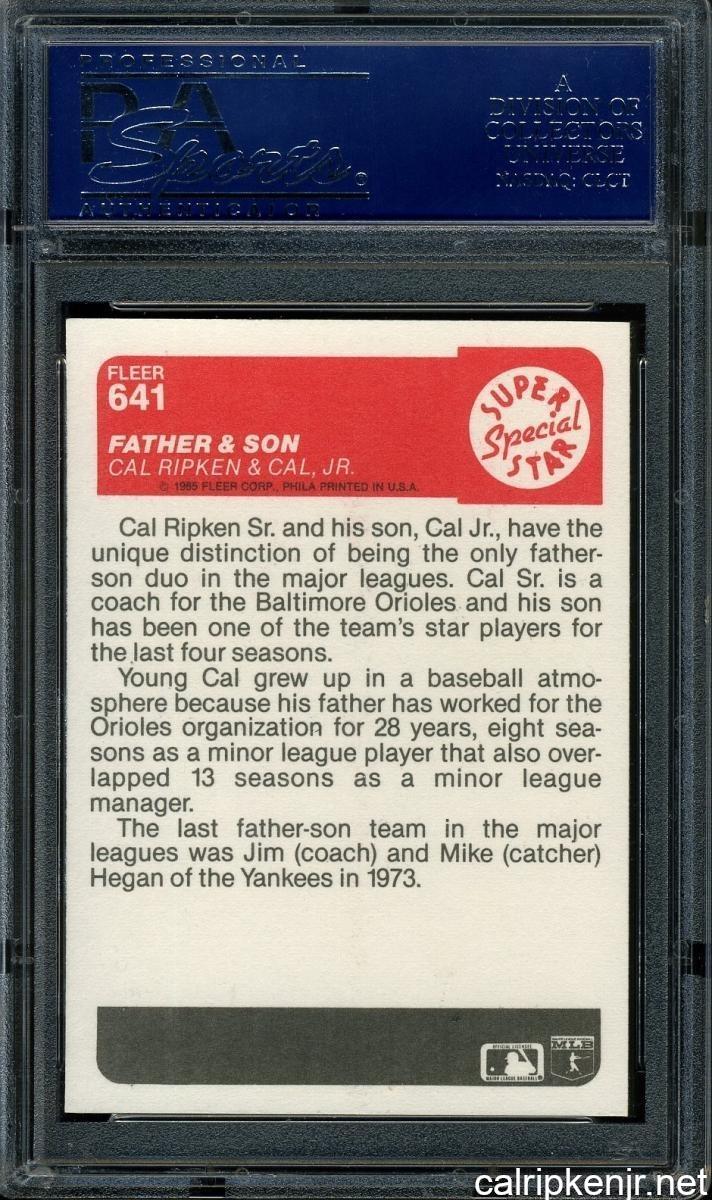 PROFESSIONAL
PSA
Sports®
AUTHENTICATOR
A
DIVISION OF
COLLECTORS
UNIVERSE
NASDAQ: CLCT
FLEER
641
SUPER
Special
STAR
FATHER & SON
CAL RIPKEN & CAL, JR.
© 1985 FLEER CORP., PHILA PRINTED IN U.S.A.
Cal Ripken Sr. and his son, Cal Jr., have the
unique distinction of being the only father-
son duo in the major leagues. Cal Sr. is a
coach for the Baltimore Orioles and his son
has been one of the team's star players for
the last four seasons.
Young Cal grew up in a baseball atmo-
sphere because his father has worked for the
Orioles organization for 28 years, eight sea-
sons as a minor league player that also over-
lapped 13 seasons as a minor league
manager.
The last father-son team in the major
leagues was Jim (coach) and Mike (catcher)
Hegan of the Yankees in 1973.
OFFICIAL LICENSEE
MAJOR LEAGUE BASEBALL
MLB
calripkenjr.net